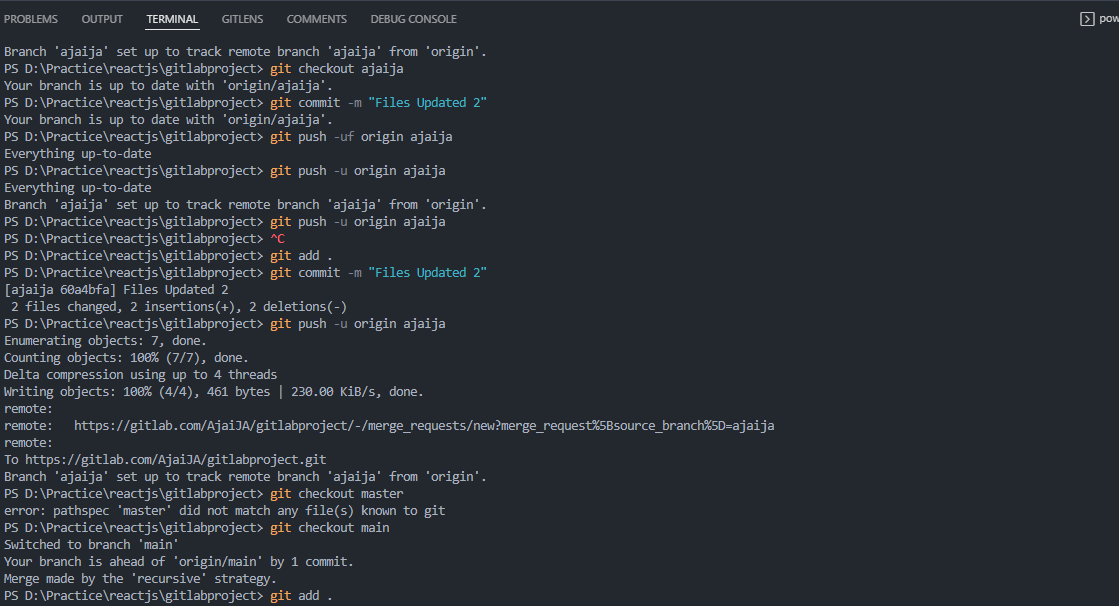 PROBLEMS OUTPUT TERMINAL GITLENS COMMENTS DEBUG CONSOLE pow
Branch 'ajaija' set up to track remote branch 'ajaija' from 'origin'.
PS D:\Practice\reactjs\gitlabproject> git checkout ajaija
Your branch is up to date with 'origin/ajaija'.
PS D:\Practice\reactjs\gitlabproject> git commit -m "Files Updated 2"
Your branch is up to date with 'origin/ajaija'.
PS D:\Practice\reactjs\gitlabproject> git push -uf origin ajaija
Everything up-to-date
PS D:\Practice\reactjs\gitlabproject> git push -u origin ajaija
Everything up-to-date
Branch 'ajaija' set up to track remote branch 'ajaija' from 'origin'.
PS D:\Practice\reactjs\gitlabproject> git push -u origin ajaija
PS D:\Practice\reactjs\gitlabproject> ^C
PS D:\Practice\reactjs\gitlabproject> git add .
PS D:\Practice\reactjs\gitlabproject> git commit -m "Files Updated 2"
[ajaija 60a4bfa] Files Updated 2
 2 files changed, 2 insertions(+), 2 deletions(-)
PS D:\Practice\reactjs\gitlabproject> git push -u origin ajaija
Enumerating objects: 7, done.
Counting objects: 100% (7/7), done.
Delta compression using up to 4 threads
Writing objects: 100% (4/4), 461 bytes | 230.00 KiB/s, done.
remote:
remote:   https://gitlab.com/AjaiJA/gitlabproject/-/merge_requests/new?merge_request%5Bsource_branch%5D=ajaija
remote:
To https://gitlab.com/AjaiJA/gitlabproject.git
Branch 'ajaija' set up to track remote branch 'ajaija' from 'origin'.
PS D:\Practice\reactjs\gitlabproject> git checkout master
error: pathspec 'master' did not match any file(s) known to git
PS D:\Practice\reactjs\gitlabproject> git checkout main
Switched to branch 'main'
Your branch is ahead of 'origin/main' by 1 commit.
Merge made by the 'recursive' strategy.
PS D:\Practice\reactjs\gitlabproject> git add .